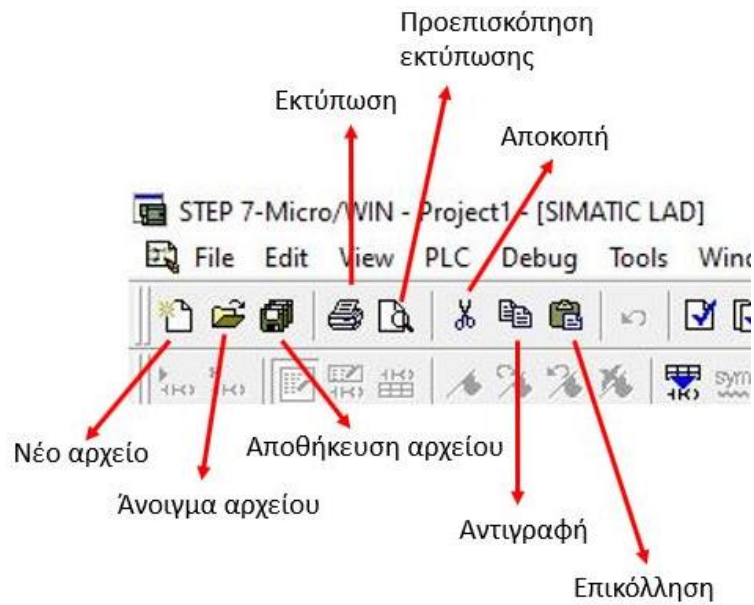 Προεπισκόπηση
εκτύπωσης
Εκτύπωση
Αποκοπή
STEP 7-Micro/WIN - Project1 - [SIMATIC LAD]
File Edit View PLC Debug Tools
Νέο αρχείο
Αποθήκευση αρχείου
Άνοιγμα αρχείου
Αντιγραφή
Επικόλληση